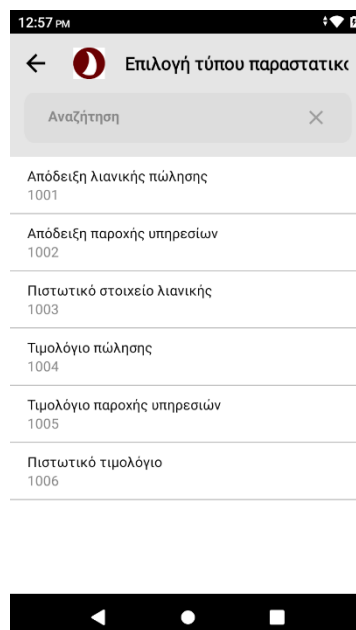 12:57 PM
Επιλογή τύπου παραστατικο
Αναζήτηση
Απόδειξη λιανικής πώλησης
1001
Απόδειξη παροχής υπηρεσίων
1002
Πιστωτικό στοιχείο λιανικής
1003
Τιμολόγιο πώλησης
1004
Τιμολόγιο παροχής υπηρεσιών
1005
Πιστωτικό τιμολόγιο
1006